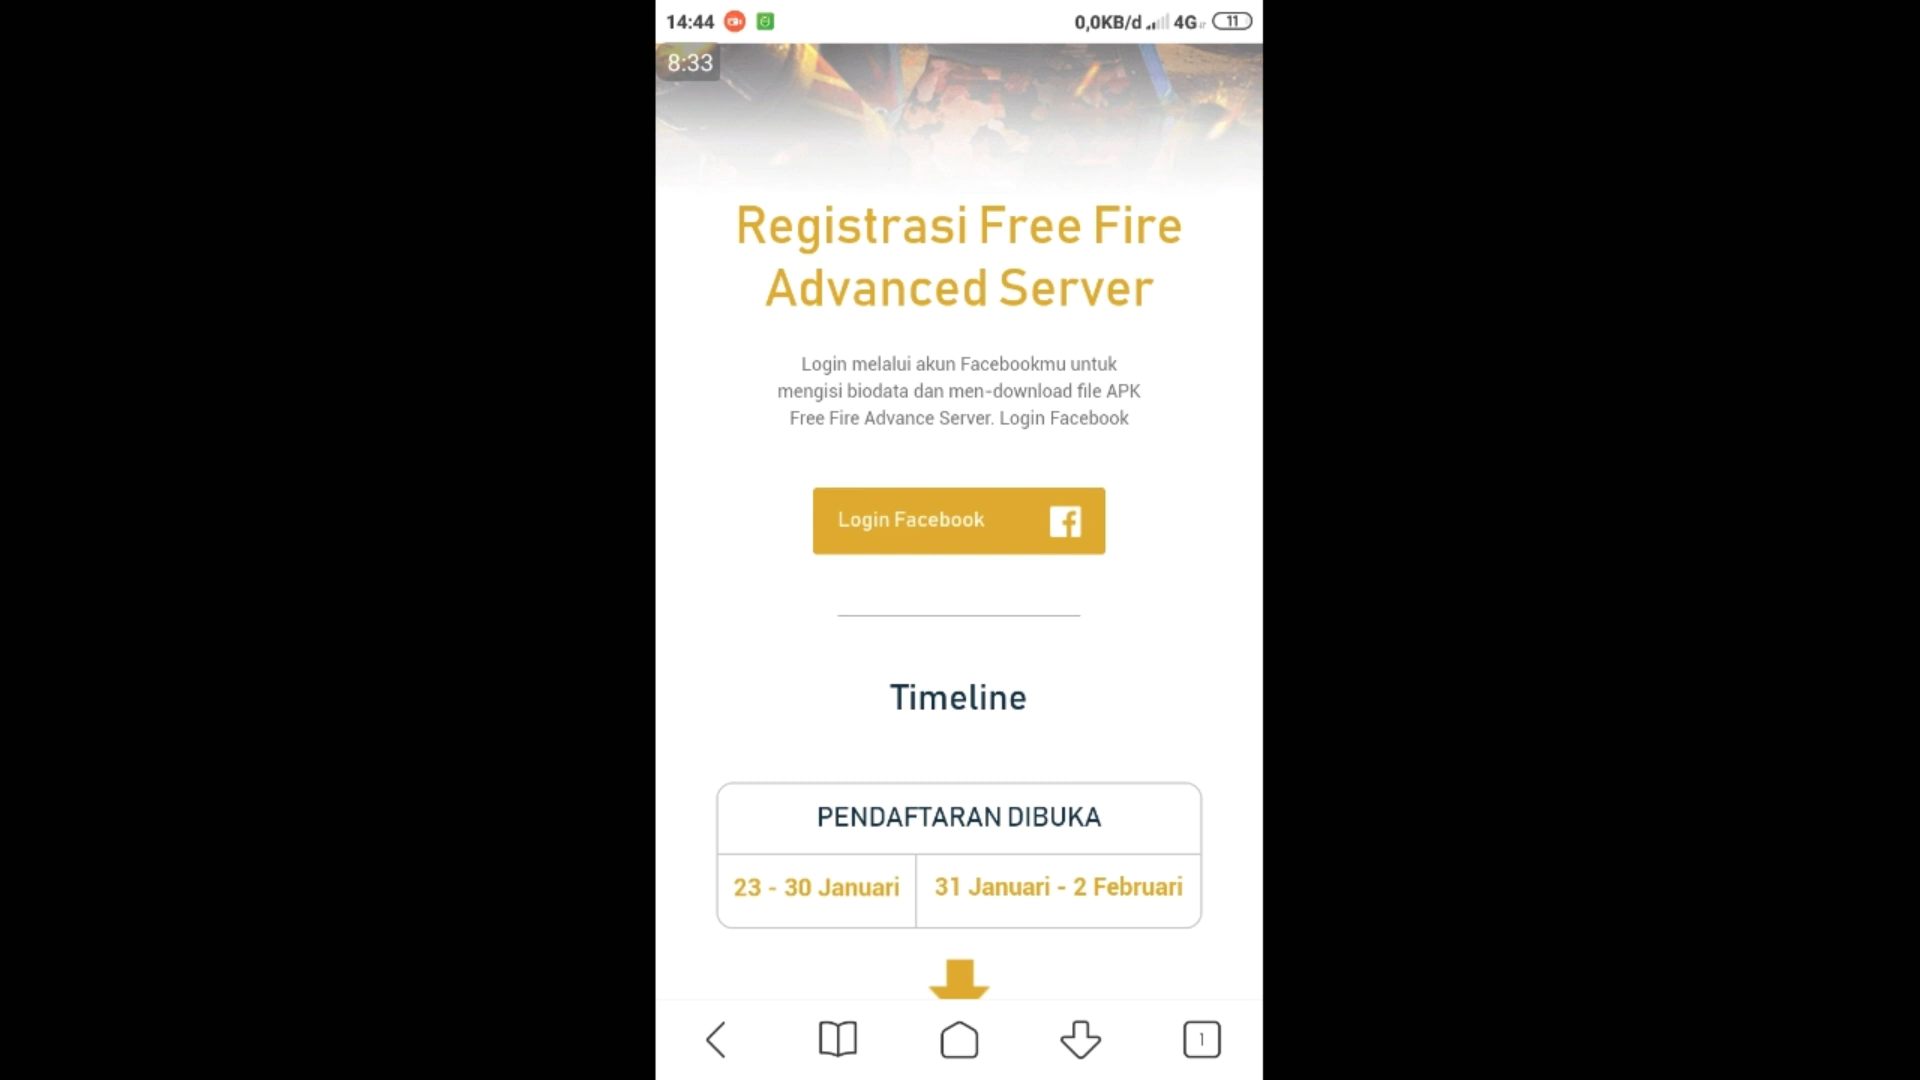 14:44 0,0KB/d 4G 11
8:33
Registrasi Free Fire
Advanced Server
Login melalui akun Facebookmu untuk
mengisi biodata dan men-download file APK
Free Fire Advance Server. Login Facebook
Login Facebook
Timeline
PENDAFTARAN DIBUKA
23 - 30 Januari 31 Januari - 2 Februari
1